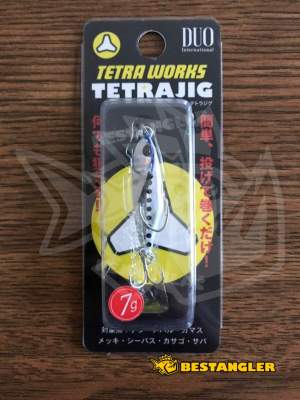 DUO
International
TETRA WORKS
TETRAJIG
テトラジグ
簡単、投げて巻くだけ!
7g
メッキ・シーバス・カサゴ・サバ
BESTANGLER